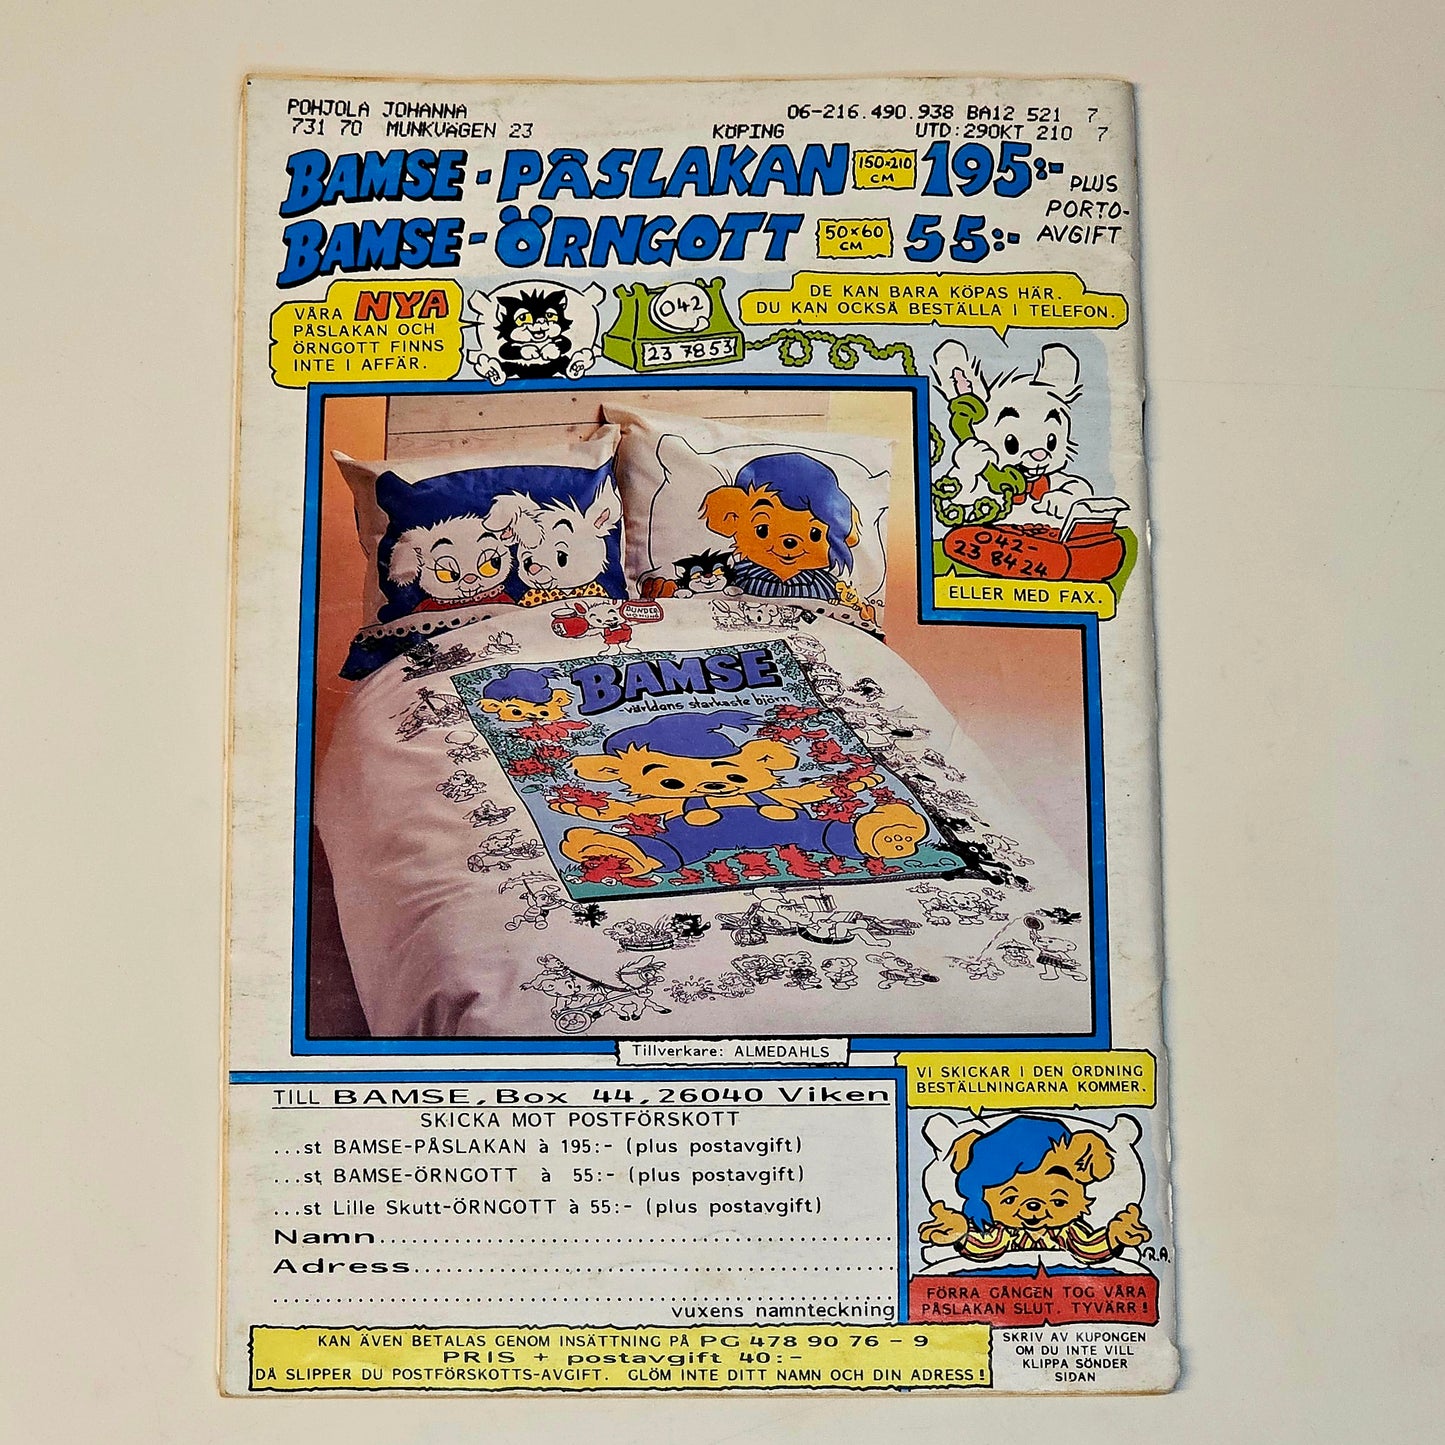 POHJOLA JOHANNA 06-216.490.938 BA12 521 7
731 70 MUNKVÄGEN 23 KÖPING UTD:29OKT 210 7
BAMSE-PÅSLAKAN 150×210 CM 195:-
BAMSE-ÖRNGOTT 50×60 CM 55:-
PLUS
PORTO-
AVGIFT
VÅRA NYA
PÅSLAKAN OCH
ÖRNGOTT FINNS
INTE I AFFÄR.
042
23 78 53
DE KAN BARA KÖPAS HÄR.
DU KAN OCKSÅ BESTÄLLA I TELEFON.
042-
23 84 24
ELLER MED FAX.
DUNDER
HONUNG
BAMSE
-världens starkaste björn
Tillverkare: ALMEDAHLS
TILL BAMSE, Box 44, 26040 Viken
SKICKA MOT POSTFÖRSKOTT
...st BAMSE-PÅSLAKAN à 195:- (plus postavgift)
...st BAMSE-ÖRNGOTT à 55:- (plus postavgift)
...st Lille Skutt-ÖRNGOTT à 55:- (plus postavgift)
Namn
Adress
vuxens namnteckning
VI SKICKAR I DEN ORDNING
BESTÄLLNINGARNA KOMMER.
R.A.
FÖRRA GÅNGEN TOG VÅRA
PÅSLAKAN SLUT. TYVÄRR!
KAN ÄVEN BETALAS GENOM INSÄTTNING PÅ PG 478 90 76 - 9
PRIS + postavgift 40:-
DÅ SLIPPER DU POSTFÖRSKOTTS-AVGIFT. GLÖM INTE DITT NAMN OCH DIN ADRESS!
SKRIV AV KUPONGEN
OM DU INTE VILL
KLIPPA SÖNDER
SIDAN